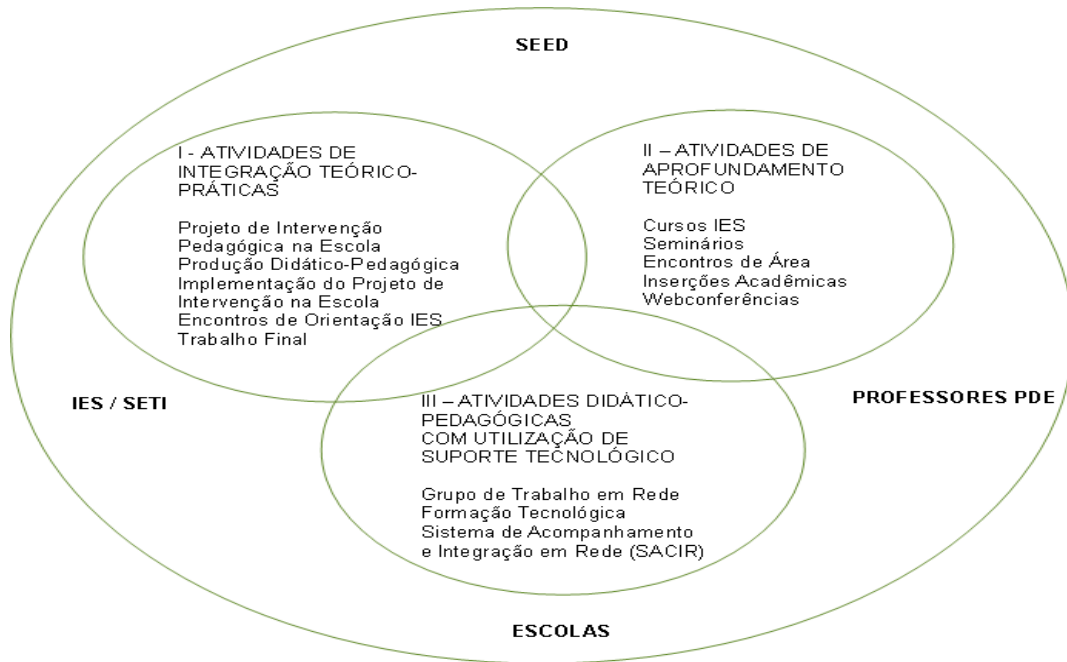 SEED
I - ATIVIDADES DE
INTEGRAÇÃO TEÓRICO-
PRÁTICAS
Projeto de Intervenção
Pedagógica na Escola
Produção Didático-Pedagógica
Implementação do Projeto de
Intervenção na Escola
Encontros de Orientação IES
Trabalho Final
II – ATIVIDADES DE
APROFUNDAMENTO
TEÓRICO
Cursos IES
Seminários
Encontros de Área
Inserções Acadêmicas
Webconferências
IES / SETI
PROFESSORES PDE
III – ATIVIDADES DIDÁTICO-
PEDAGÓGICAS
COM UTILIZAÇÃO DE
SUPORTE TECNOLÓGICO
Grupo de Trabalho em Rede
Formação Tecnológica
Sistema de Acompanhamento
e Integração em Rede (SACIR)
ESCOLAS